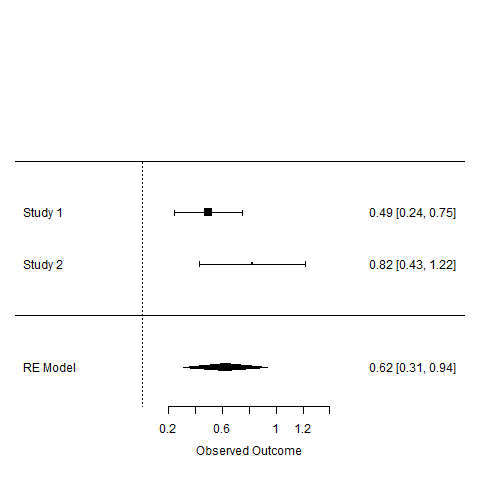 Study 1 0.49 [0.24, 0.75]
Study 2 0.82 [0.43, 1.22]
RE Model 0.62 [0.31, 0.94]
0.2 0.6 1 1.2
Observed Outcome